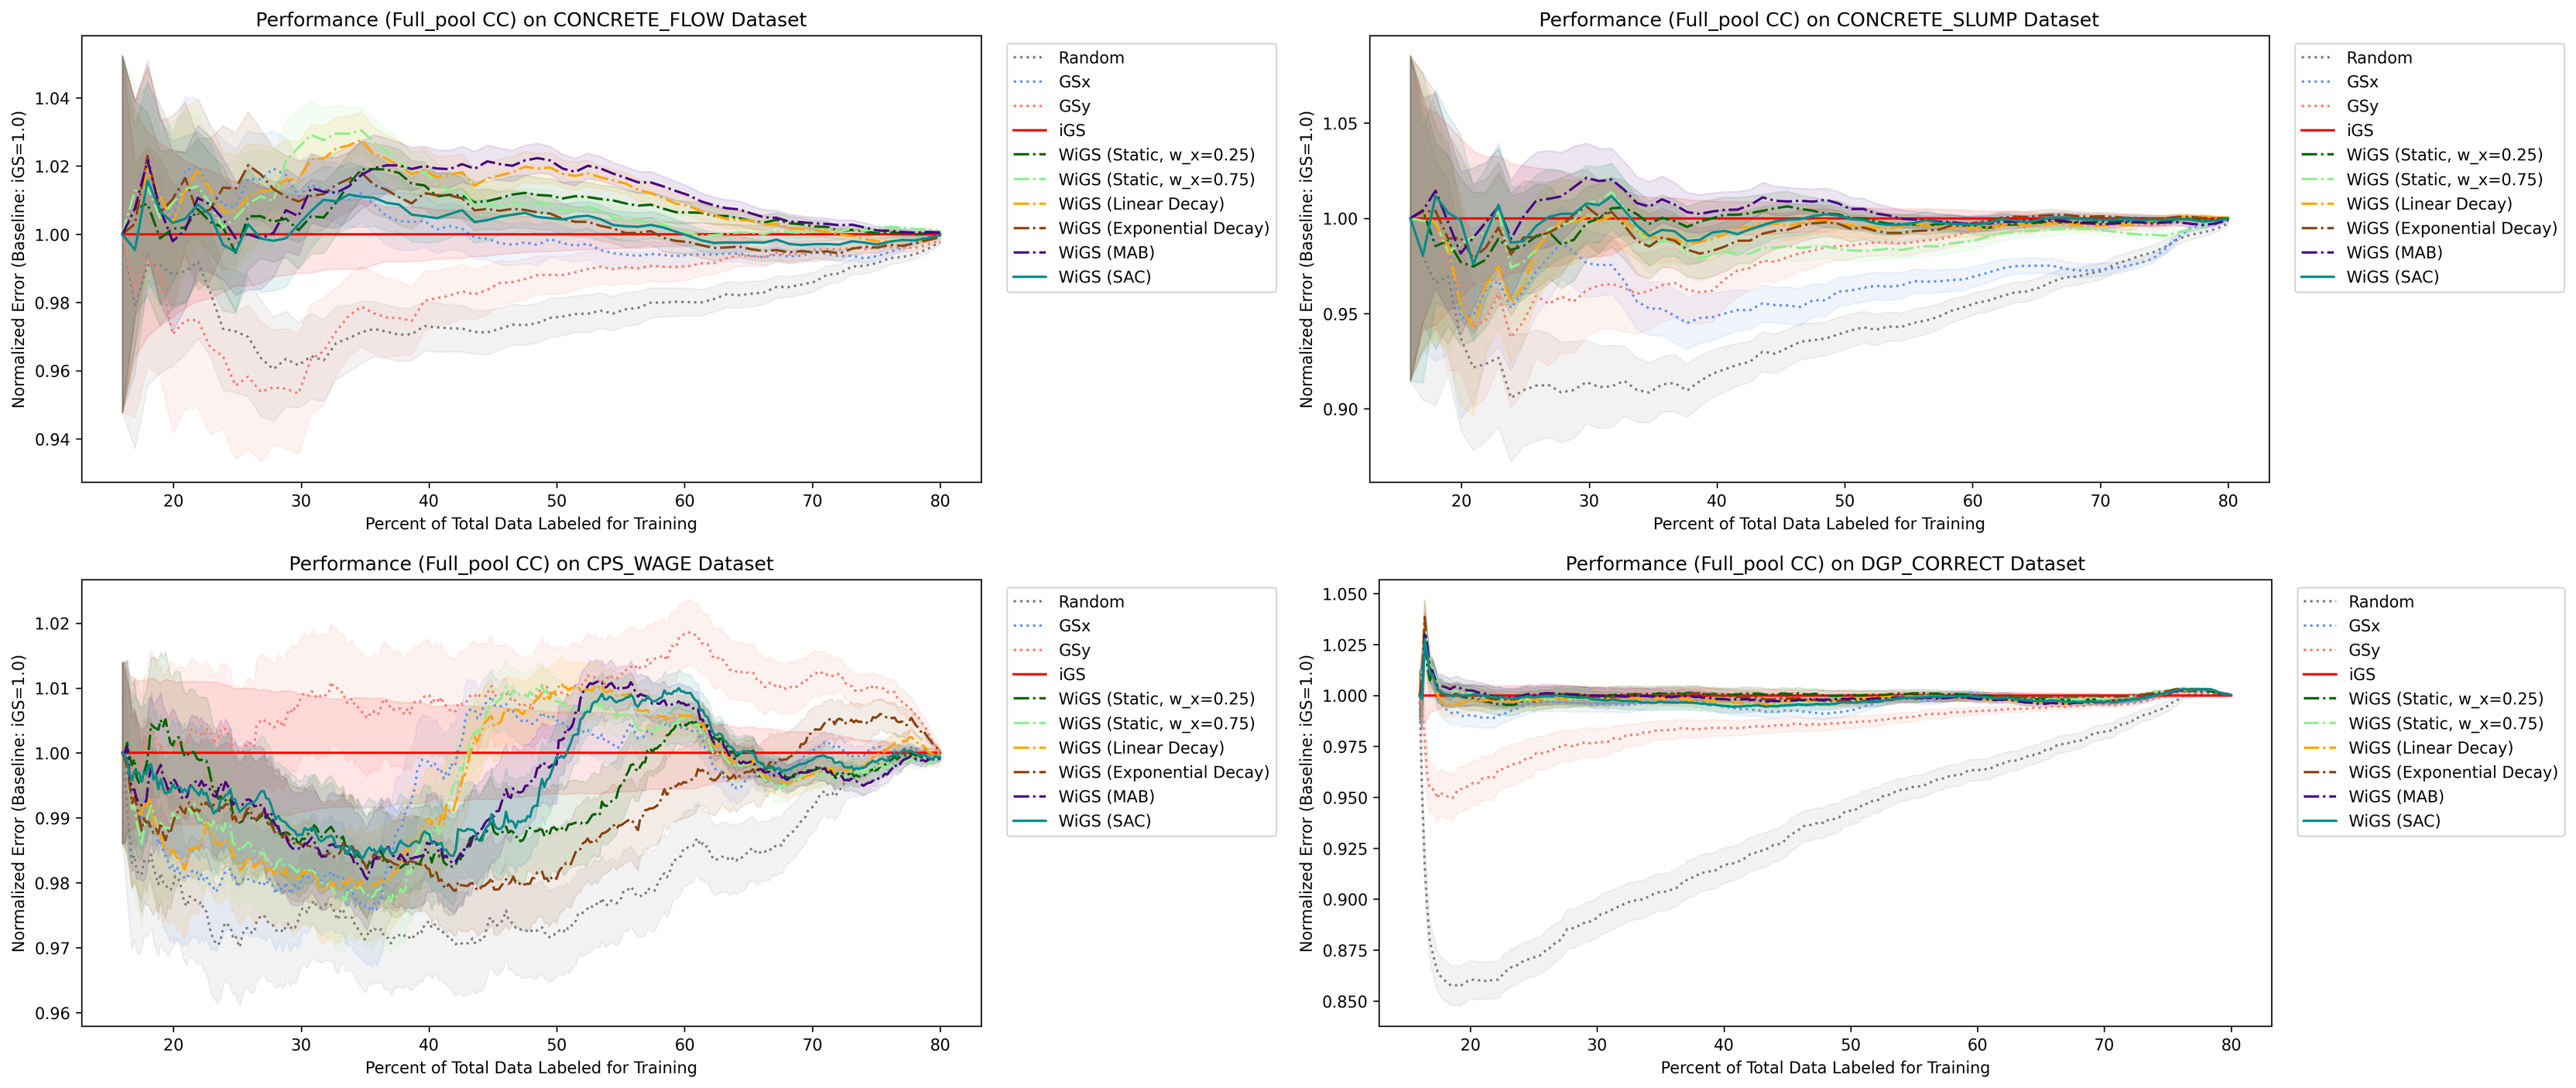 Performance (Full_pool CC) on CONCRETE_FLOW Dataset
Normalized Error (Baseline: iGS=1.0)
1.04
1.02
1.00
0.98
0.96
0.94
20 30 40 50 60 70 80
Percent of Total Data Labeled for Training
Random
GSx
GSy
iGS
WiGS (Static, w_x=0.25)
WiGS (Static, w_x=0.75)
WiGS (Linear Decay)
WiGS (Exponential Decay)
WiGS (MAB)
WiGS (SAC)
Performance (Full_pool CC) on CONCRETE_SLUMP Dataset
Normalized Error (Baseline: iGS=1.0)
1.05
1.00
0.95
0.90
20 30 40 50 60 70 80
Percent of Total Data Labeled for Training
Random
GSx
GSy
iGS
WiGS (Static, w_x=0.25)
WiGS (Static, w_x=0.75)
WiGS (Linear Decay)
WiGS (Exponential Decay)
WiGS (MAB)
WiGS (SAC)
Performance (Full_pool CC) on CPS_WAGE Dataset
Normalized Error (Baseline: iGS=1.0)
1.02
1.01
1.00
0.99
0.98
0.97
0.96
20 30 40 50 60 70 80
Percent of Total Data Labeled for Training
Random
GSx
GSy
iGS
WiGS (Static, w_x=0.25)
WiGS (Static, w_x=0.75)
WiGS (Linear Decay)
WiGS (Exponential Decay)
WiGS (MAB)
WiGS (SAC)
Performance (Full_pool CC) on DGP_CORRECT Dataset
Normalized Error (Baseline: iGS=1.0)
1.050
1.025
1.000
0.975
0.950
0.925
0.900
0.875
0.850
20 30 40 50 60 70 80
Percent of Total Data Labeled for Training
Random
GSx
GSy
iGS
WiGS (Static, w_x=0.25)
WiGS (Static, w_x=0.75)
WiGS (Linear Decay)
WiGS (Exponential Decay)
WiGS (MAB)
WiGS (SAC)